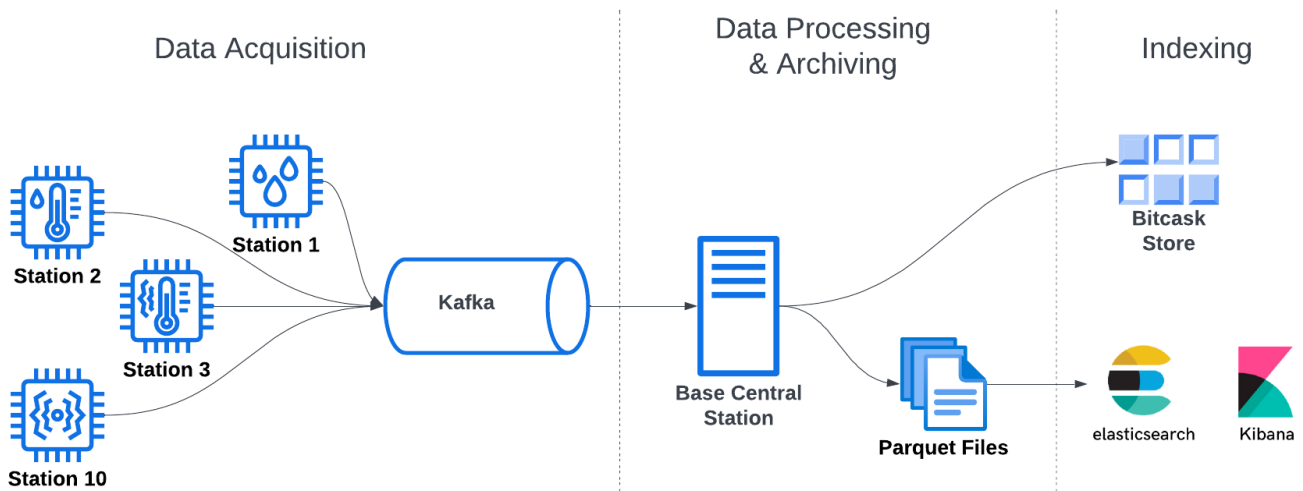 Data Acquisition
Data Processing
& Archiving
Indexing
Station 1
Station 2
Station 3
Station 10
Kafka
Base Central
Station
Parquet Files
Bitcask
Store
elasticsearch
Kibana